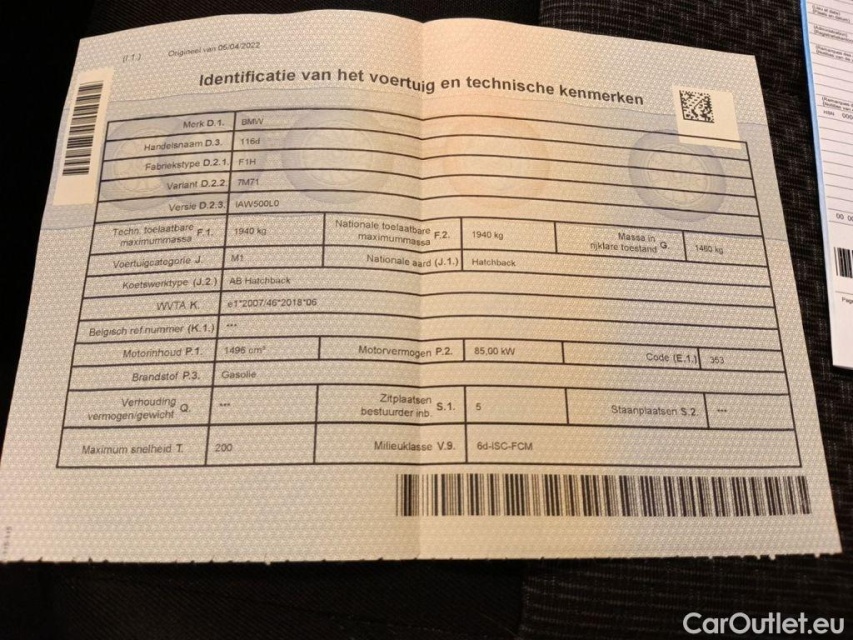 (I.1.) Origineel van 05/04/2022
Identificatie van het voertuig en technische kenmerken
Merk D.1. BMW
Handelsnaam D.3. 116d
Fabriekstype D.2.1. F1H
Variant D.2.2. 7M71
Versie D.2.3. IAW500L0
Techn. toelaatbare maximummassa F.1. 1940 kg Nationale toelaatbare maximummassa F.2. 1940 kg Massa in rijklare toestand G. 1460 kg
Voertuigcategorie J. M1 Nationale aard (J.1.) Hatchback
Koetswerktype (J.2.) AB Hatchback
WVTA K. e1*2007/46*2018*06
Belgisch ref.nummer (K.1.) ***
Motorinhoud P.1. 1496 cm³ Motorvermogen P.2. 85,00 kW Code (E.1.) 353
Brandstof P.3. Gasolie
Verhouding vermogen/gewicht Q. *** Zitplaatsen bestuurder inb. S.1. 5 Staanplaatsen S.2. ***
Maximum snelheid T. 200 Milieuklasse V.9. 6d-ISC-FCM
CarOutlet.eu